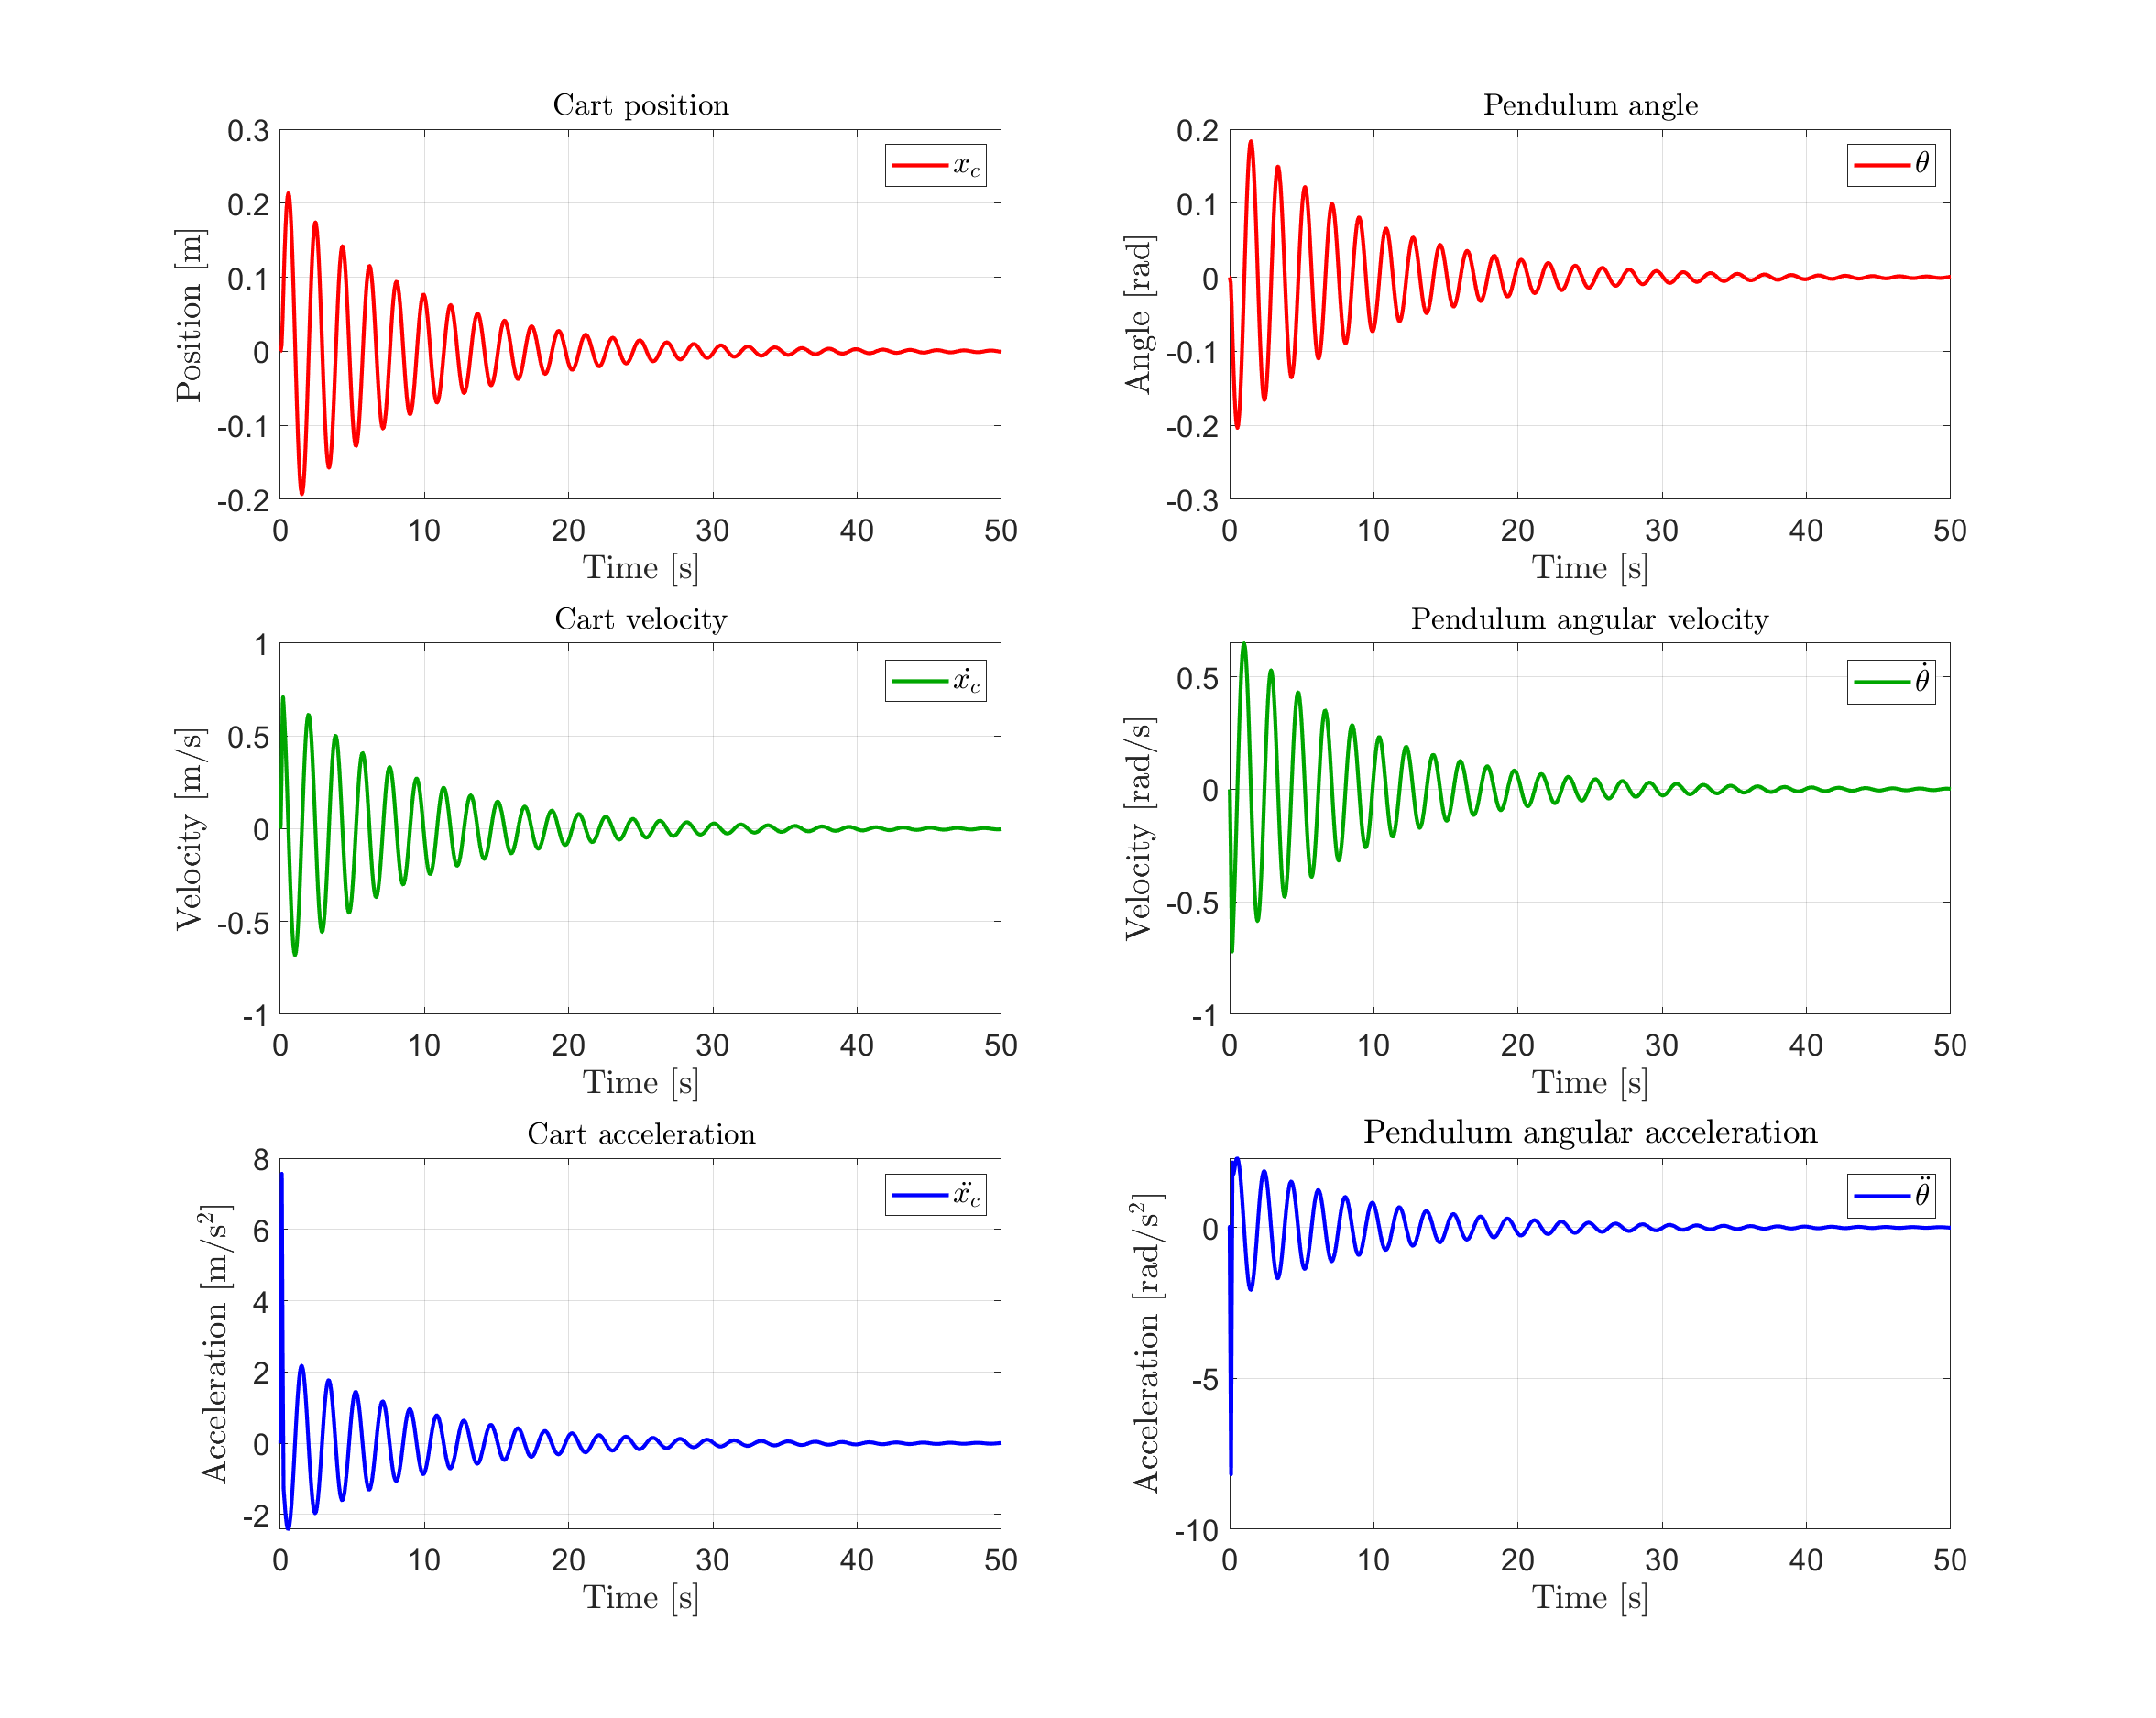 Cart position
0.3
0.2
0.1
0
-0.1
-0.2
Position [m]
x_c
0 10 20 30 40 50
Time [s]
Pendulum angle
0.2
0.1
0
-0.1
-0.2
-0.3
Angle [rad]
θ
0 10 20 30 40 50
Time [s]
Cart velocity
1
0.5
0
-0.5
-1
Velocity [m/s]
ẋ_c
0 10 20 30 40 50
Time [s]
Pendulum angular velocity
0.5
0
-0.5
-1
Velocity [rad/s]
θ̇
0 10 20 30 40 50
Time [s]
Cart acceleration
8
6
4
2
0
-2
Acceleration [m/s²]
ẍ_c
0 10 20 30 40 50
Time [s]
Pendulum angular acceleration
0
-5
-10
Acceleration [rad/s²]
θ̈
0 10 20 30 40 50
Time [s]